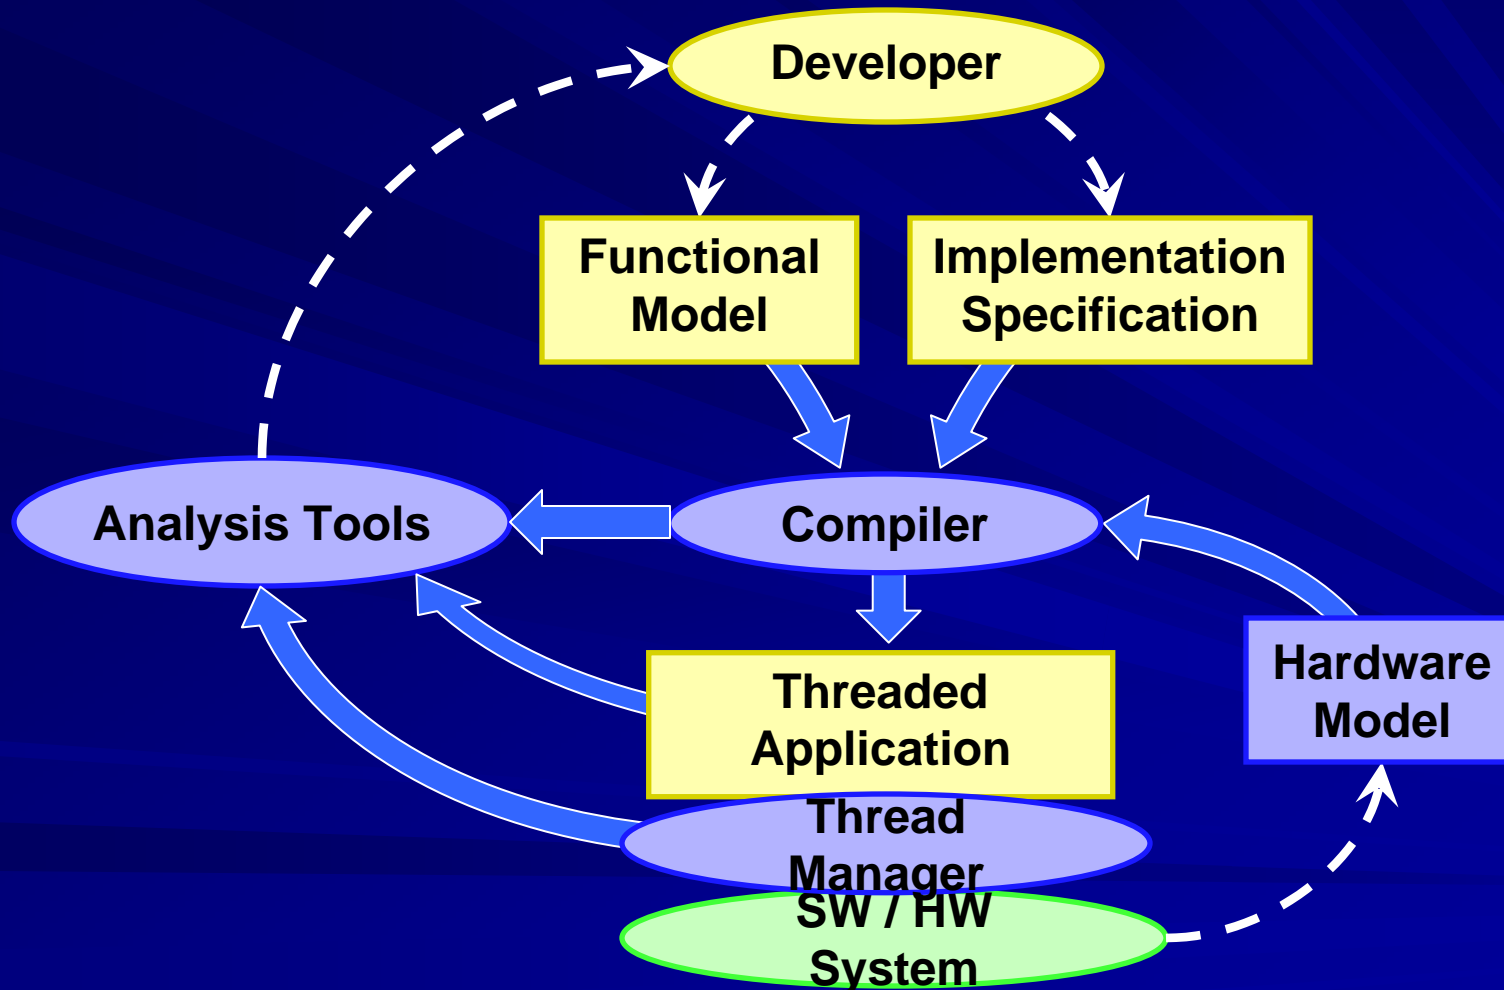 Developer
Functional
Model
Implementation
Specification
Analysis Tools
Compiler
Hardware
Model
Threaded
Application
Thread
Manager
SW / HW
System